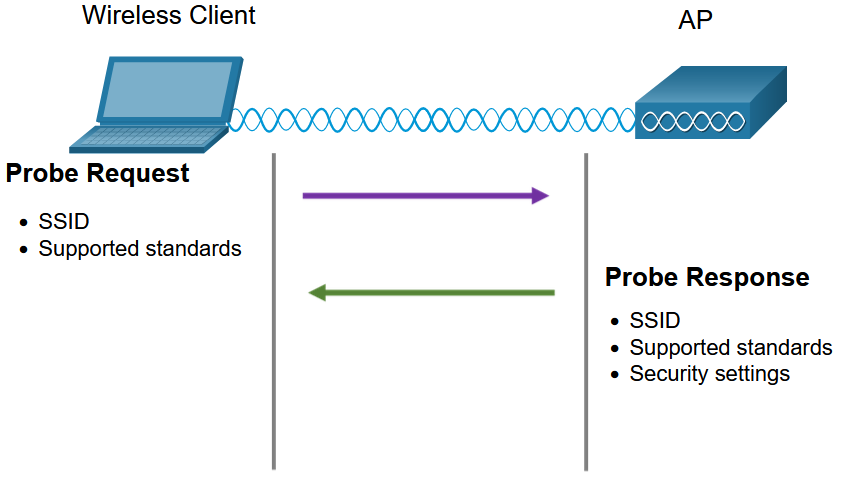 Wireless Client
AP
Probe Request
• SSID
• Supported standards
Probe Response
• SSID
• Supported standards
• Security settings